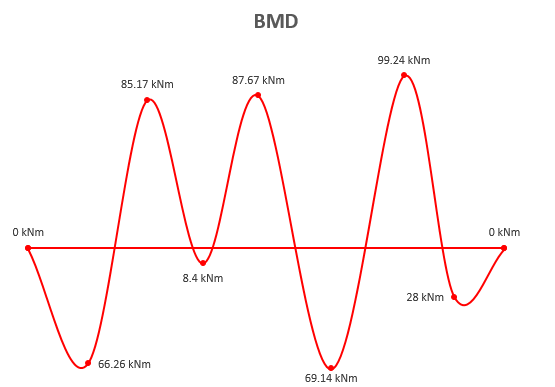 BMD
99.24 kNm
85.17 kNm
87.67 kNm
0 kNm
0 kNm
8.4 kNm
28 kNm
66.26 kNm
69.14 kNm